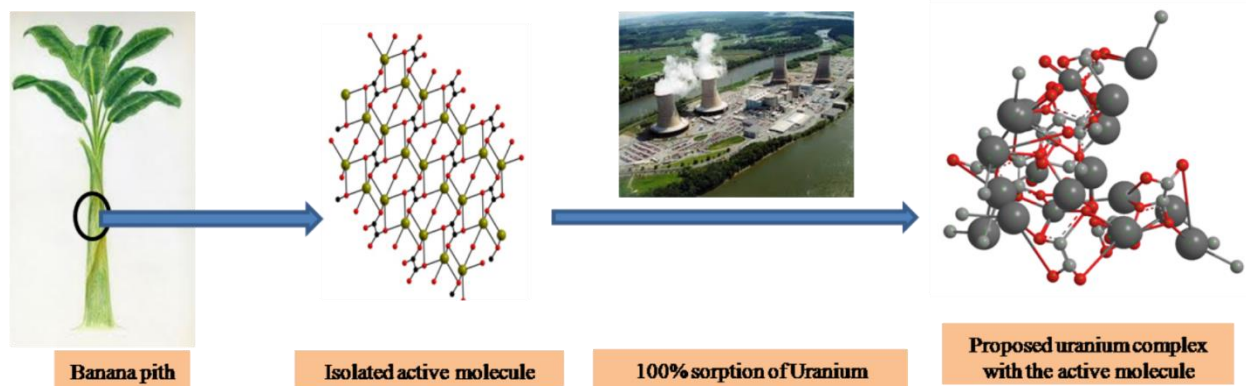 Banana pith
Isolated active molecule
100% sorption of Uranium
Proposed uranium complex
with the active molecule